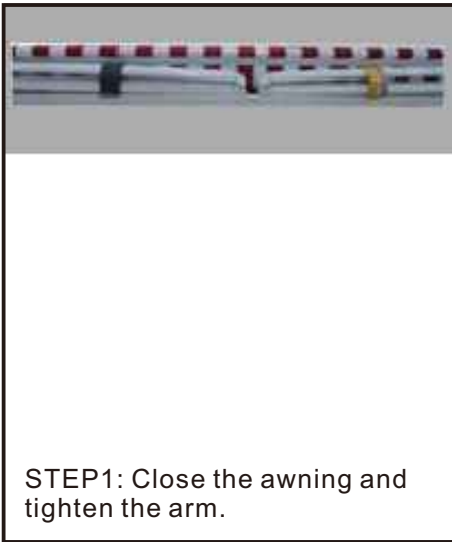 STEP1: Close the awning and
tighten the arm.